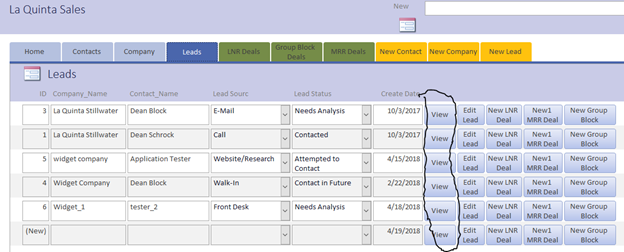 La Quinta Sales
New
Home Contacts Company Leads LNR Deals Group Block Deals MRR Deals New Contact New Company New Lead
Leads
ID Company_Name Contact_Name Lead Sourc Lead Status Create Date
3 La Quinta Stillwater Dean Block E-Mail Needs Analysis 10/3/2017 View Edit Lead New LNR Deal New1 MRR Deal New Group Block
1 La Quinta Stillwater Dean Schrock Call Contacted 10/3/2017 View Edit Lead New LNR Deal New1 MRR Deal New Group Block
5 widget company Application Tester Website/Research Attempted to Contact 4/15/2018 View Edit Lead New LNR Deal New1 MRR Deal New Group Block
4 Widget Company Dean Block Walk-In Contact in Future 2/22/2018 View Edit Lead New LNR Deal New1 MRR Deal New Group Block
6 Widget_1 tester_2 Front Desk Needs Analysis 4/18/2018 View Edit Lead New LNR Deal New1 MRR Deal New Group Block
(New) 4/19/2018 View Edit Lead New LNR Deal New1 MRR Deal New Group Block